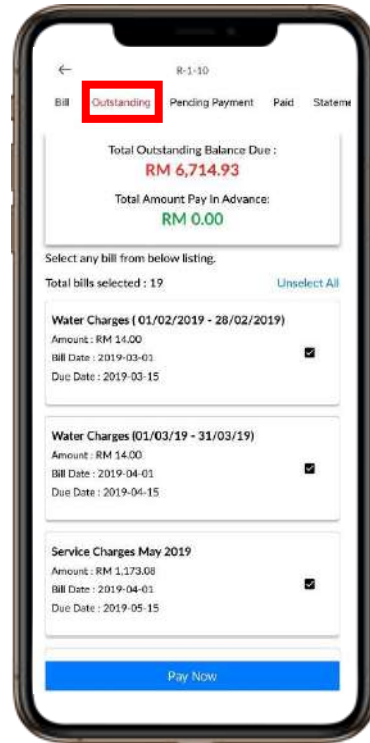 R-1-10
Bill Outstanding Pending Payment Paid Stateme
Total Outstanding Balance Due :
RM 6,714.93
Total Amount Pay In Advance:
RM 0.00
Select any bill from below listing.
Total bills selected : 19 Unselect All
Water Charges ( 01/02/2019 - 28/02/2019)
Amount : RM 14.00
Bill Date : 2019-03-01
Due Date : 2019-03-15
Water Charges (01/03/19 - 31/03/19)
Amount : RM 14.00
Bill Date : 2019-04-01
Due Date : 2019-04-15
Service Charges May 2019
Amount : RM 1,173.08
Bill Date : 2019-04-01
Due Date : 2019-05-15
Pay Now